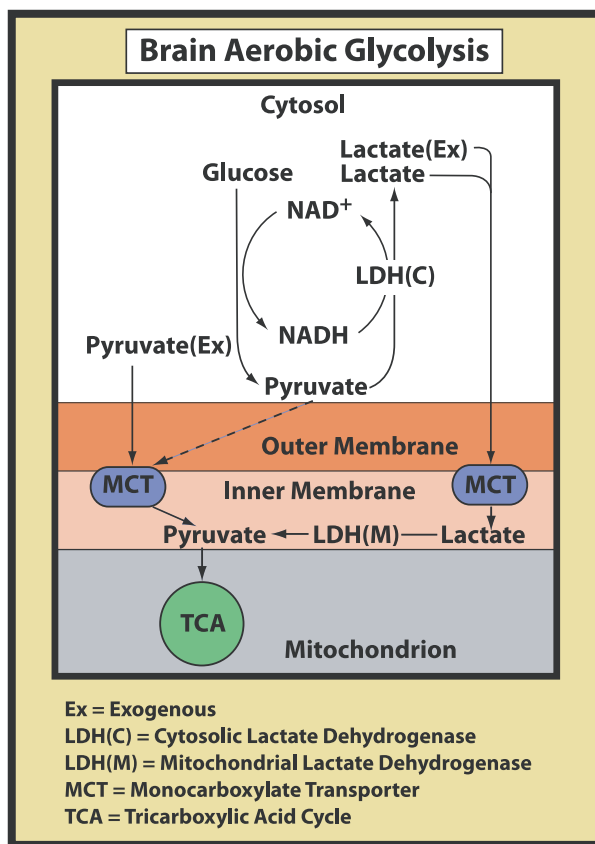 Brain Aerobic Glycolysis
Cytosol
Lactate(Ex)
Glucose
Lactate
NAD+
LDH(C)
NADH
Pyruvate(Ex)
Pyruvate
Outer Membrane
MCT
Inner Membrane
MCT
Pyruvate
LDH(M)
Lactate
TCA
Mitochondrion
Ex = Exogenous
LDH(C) = Cytosolic Lactate Dehydrogenase
LDH(M) = Mitochondrial Lactate Dehydrogenase
MCT = Monocarboxylate Transporter
TCA = Tricarboxylic Acid Cycle